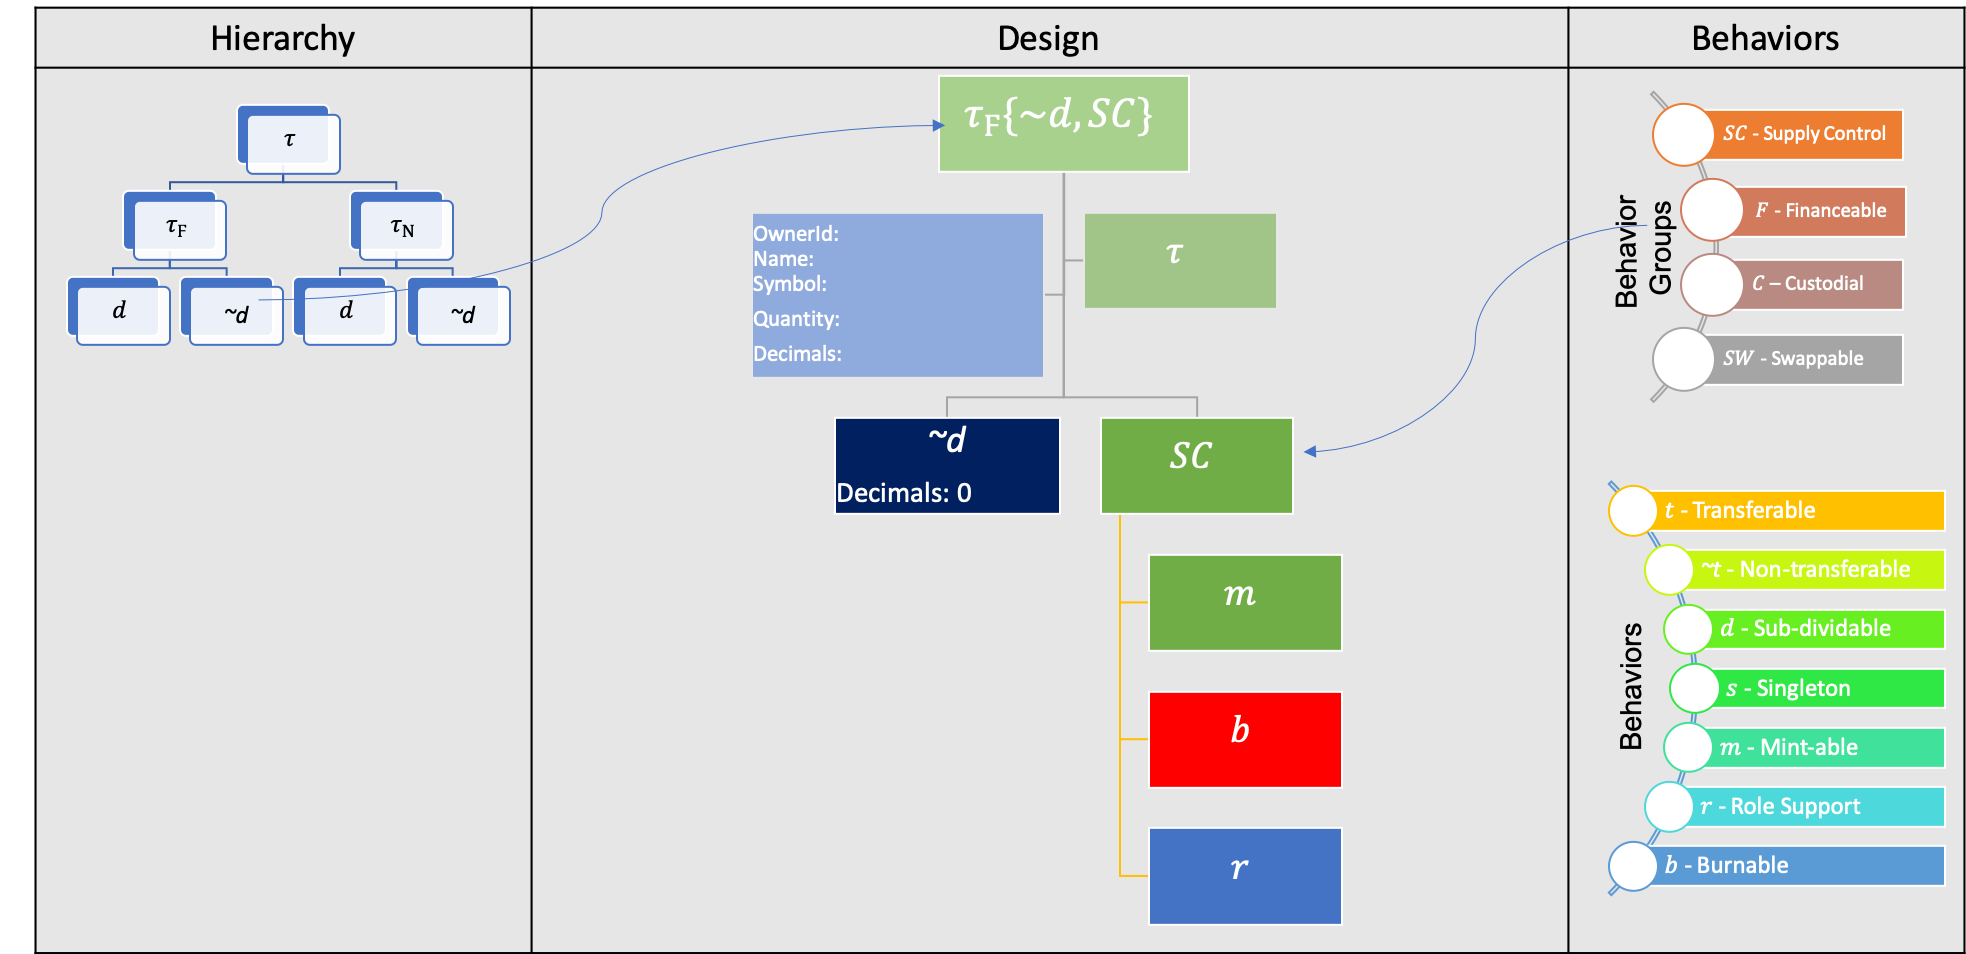 Hierarchy
Design
Behaviors
τ
τF
τN
d
~d
d
~d
τF{~d, SC}
OwnerId:
Name:
Symbol:
Quantity:
Decimals:
τ
~d
Decimals: 0
SC
m
b
r
Behavior
Groups
SC - Supply Control
F - Financeable
C – Custodial
SW - Swappable
Behaviors
t - Transferable
~t - Non-transferable
d - Sub-dividable
s - Singleton
m - Mint-able
r - Role Support
b - Burnable